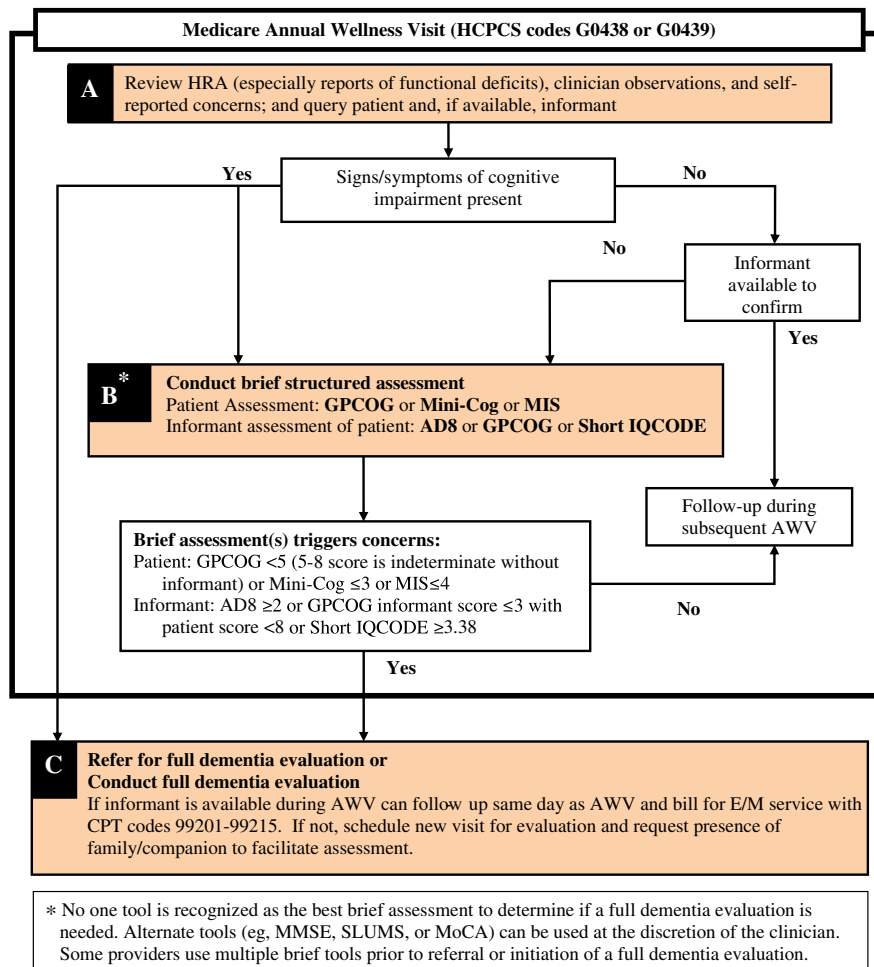 Medicare Annual Wellness Visit (HCPCS codes G0438 or G0439)
A
Review HRA (especially reports of functional deficits), clinician observations, and self-
reported concerns; and query patient and, if available, informant
Signs/symptoms of cognitive
impairment present
Yes
No
Informant
available to
confirm
No
Yes
B*
Conduct brief structured assessment
Patient Assessment: GPCOG or Mini-Cog or MIS
Informant assessment of patient: AD8 or GPCOG or Short IQCODE
Follow-up during
subsequent AWV
Brief assessment(s) triggers concerns:
Patient: GPCOG <5 (5-8 score is indeterminate without
informant) or Mini-Cog ≤3 or MIS≤4
Informant: AD8 ≥2 or GPCOG informant score ≤3 with
patient score <8 or Short IQCODE ≥3.38
No
Yes
C
Refer for full dementia evaluation or
Conduct full dementia evaluation
If informant is available during AWV can follow up same day as AWV and bill for E/M service with
CPT codes 99201-99215. If not, schedule new visit for evaluation and request presence of
family/companion to facilitate assessment.
* No one tool is recognized as the best brief assessment to determine if a full dementia evaluation is
needed. Alternate tools (eg, MMSE, SLUMS, or MoCA) can be used at the discretion of the clinician.
Some providers use multiple brief tools prior to referral or initiation of a full dementia evaluation.